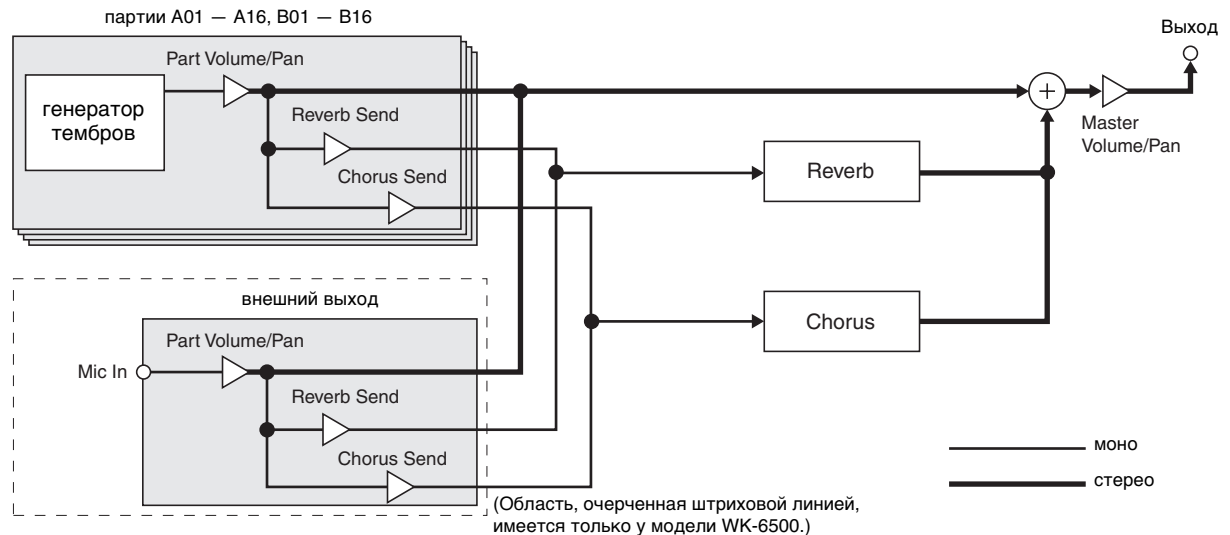 партии A01 — A16, B01 — B16
Выход
Part Volume/Pan
генератор
тембров
Reverb Send
Chorus Send
Master
Volume/Pan
Reverb
внешний выход
Part Volume/Pan
Mic In
Reverb Send
Chorus Send
Chorus
моно
стерео
(Область, очерченная штриховой линией,
имеется только у модели WK-6500.)